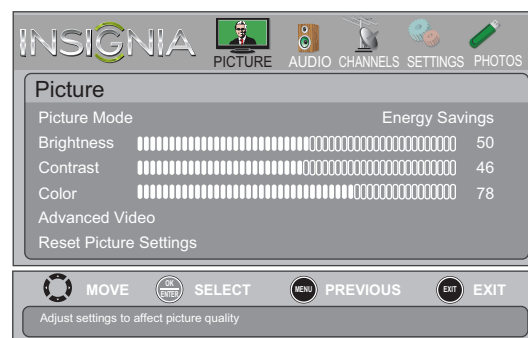 INSIGNIA
PICTURE AUDIO CHANNELS SETTINGS PHOTOS
Picture
Picture Mode Energy Savings
Brightness 50
Contrast 46
Color 78
Advanced Video
Reset Picture Settings
MOVE OK ENTER SELECT MENU PREVIOUS EXIT EXIT
Adjust settings to affect picture quality